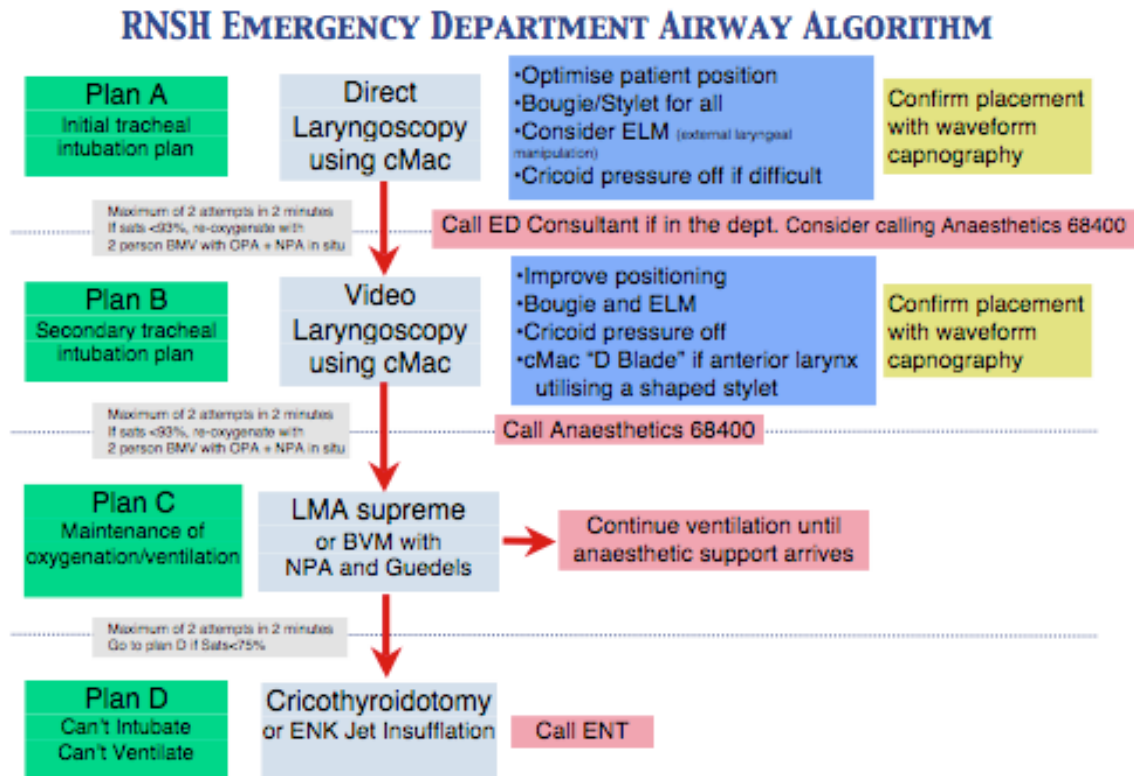 RNSH EMERGENCY DEPARTMENT AIRWAY ALGORITHM
Plan A
Initial tracheal
intubation plan
Direct
Laryngoscopy
using cMac
•Optimise patient position
•Bougie/Stylet for all
•Consider ELM (external laryngeal
manipulation)
•Cricoid pressure off if difficult
Confirm placement
with waveform
capnography
Maximum of 2 attempts in 2 minutes
If sats <93%, re-oxygenate with
2 person BMV with OPA + NPA in situ
Call ED Consultant if in the dept. Consider calling Anaesthetics 68400
Plan B
Secondary tracheal
intubation plan
Video
Laryngoscopy
using cMac
•Improve positioning
•Bougie and ELM
•Cricoid pressure off
•cMac “D Blade” if anterior larynx
utilising a shaped stylet
Confirm placement
with waveform
capnography
Maximum of 2 attempts in 2 minutes
If sats <93%, re-oxygenate with
2 person BMV with OPA + NPA in situ
Call Anaesthetics 68400
Plan C
Maintenance of
oxygenation/ventilation
LMA supreme
or BVM with
NPA and Guedels
Continue ventilation until
anaesthetic support arrives
Maximum of 2 attempts in 2 minutes
Go to plan D if Sats<75%
Plan D
Can't Intubate
Can't Ventilate
Cricothyroidotomy
or ENK Jet Insufflation
Call ENT